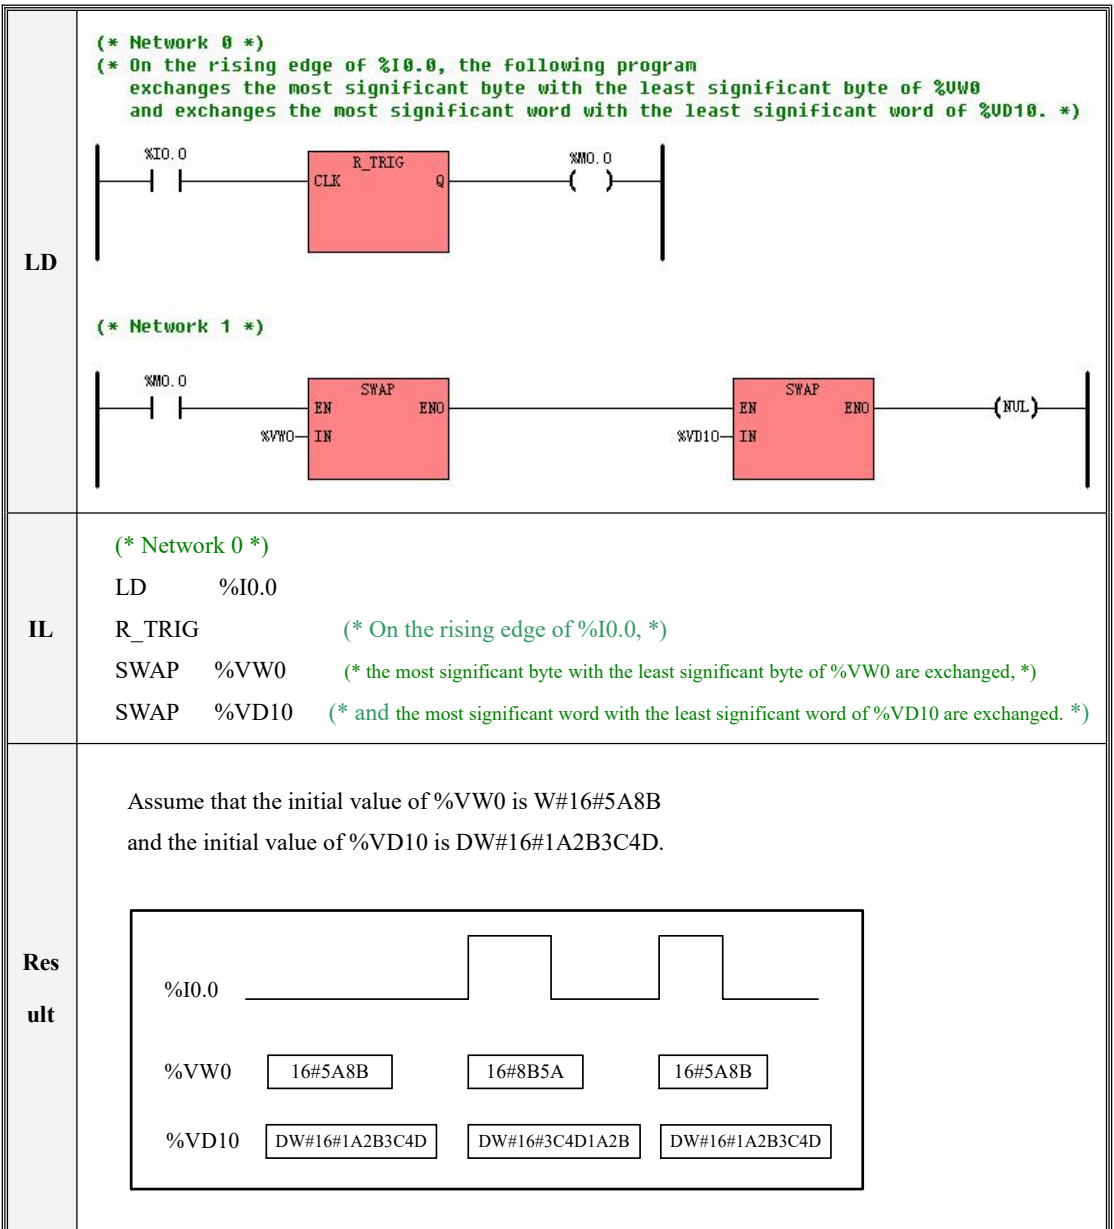 LD
(* Network 0 *)
(* On the rising edge of %I0.0, the following program
exchanges the most significant byte with the least significant byte of %VW0
and exchanges the most significant word with the least significant word of %VD10. *)
%I0.0
R_TRIG
%M0.0
CLK Q
(* Network 1 *)
%M0.0
SWAP SWAP
EN ENO EN ENO (NUL)
%VW0 IN %VD10 IN
IL
(* Network 0 *)
LD %I0.0
R_TRIG (* On the rising edge of %I0.0, *)
SWAP %VW0 (* the most significant byte with the least significant byte of %VW0 are exchanged, *)
SWAP %VD10 (* and the most significant word with the least significant word of %VD10 are exchanged. *)
Res
ult
Assume that the initial value of %VW0 is W#16#5A8B
and the initial value of %VD10 is DW#16#1A2B3C4D.
%I0.0
%VW0 16#5A8B 16#8B5A 16#5A8B
%VD10 DW#16#1A2B3C4D DW#16#3C4D1A2B DW#16#1A2B3C4D